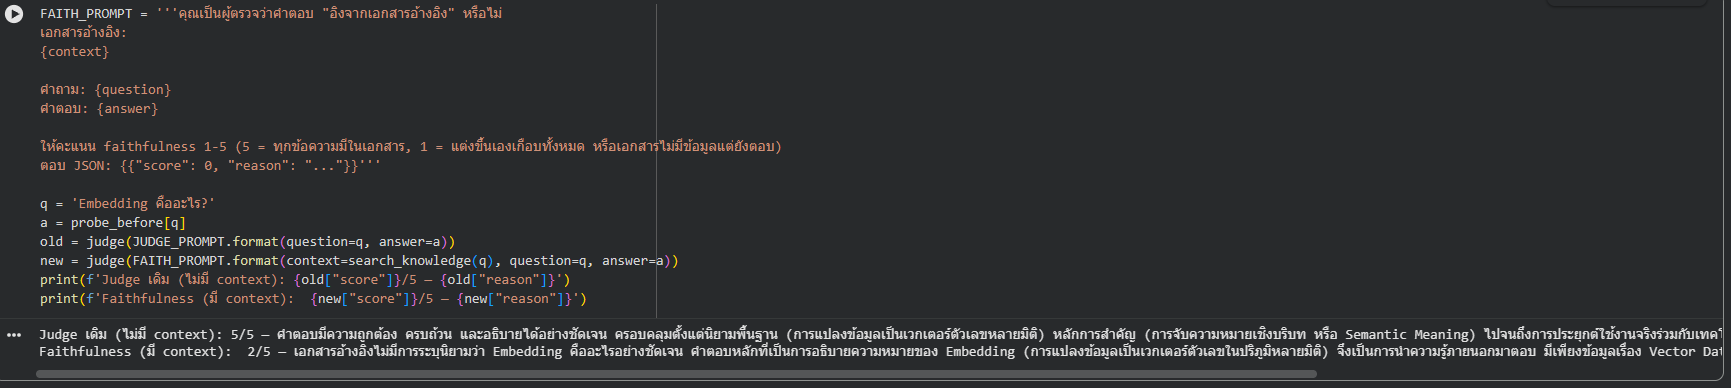 FAITH_PROMPT = '''คุณเป็นผู้ตรวจว่าคำตอบ "อิงจากเอกสารอ้างอิง" หรือไม่
เอกสารอ้างอิง:
{context}
คำถาม: {question}
คำตอบ: {answer}
ให้คะแนน faithfulness 1-5 (5 = ทุกข้อความมีในเอกสาร, 1 = แต่งขึ้นเองเกือบทั้งหมด หรือเอกสารไม่มีข้อมูลแต่ยังตอบ)
ตอบ JSON: {{"score": 0, "reason": "..."}}'''
q = 'Embedding คืออะไร?'
a = probe_before[q]
old = judge(JUDGE_PROMPT.format(question=q, answer=a))
new = judge(FAITH_PROMPT.format(context=search_knowledge(q), question=q, answer=a))
print(f'Judge เดิม (ไม่มี context): {old["score"]}/5 — {old["reason"]}')
print(f'Faithfulness (มี context):  {new["score"]}/5 — {new["reason"]}')
Judge เดิม (ไม่มี context): 5/5 — คำตอบมีความถูกต้อง ครบถ้วน และอธิบายได้อย่างชัดเจน ครอบคลุมตั้งแต่นิยามพื้นฐาน (การแปลงข้อมูลเป็นเวกเตอร์ตัวเลขหลายมิติ) หลักการสำคัญ (การจับความหมายเชิงบริบท หรือ Semantic Meaning) ไปจนถึงการประยุกต์ใช้งานจริงร่วมกับเทคโ
Faithfulness (มี context):  2/5 — เอกสารอ้างอิงไม่มีการระบุนิยามว่า Embedding คืออะไรอย่างชัดเจน คำตอบหลักที่เป็นการอธิบายความหมายของ Embedding (การแปลงข้อมูลเป็นเวกเตอร์ตัวเลขในปริภูมิหลายมิติ) จึงเป็นการนำความรู้ภายนอกมาตอบ มีเพียงข้อมูลเรื่อง Vector Dat